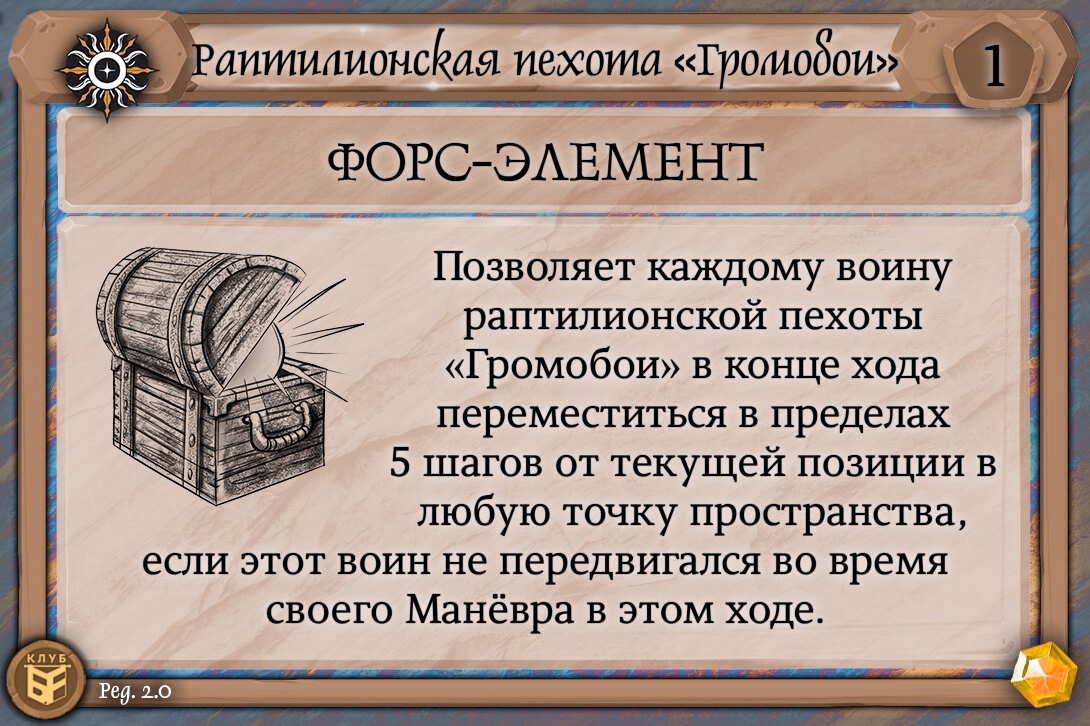 Раптилионская пехота «Громобои»
1
ФОРС-ЭЛЕМЕНТ
Позволяет каждому воину
раптилионской пехоты
«Громобои» в конце хода
переместиться в пределах
5 шагов от текущей позиции в
любую точку пространства,
если этот воин не передвигался во время
своего Манёвра в этом ходе.
КЛУБ
Ред. 2.0